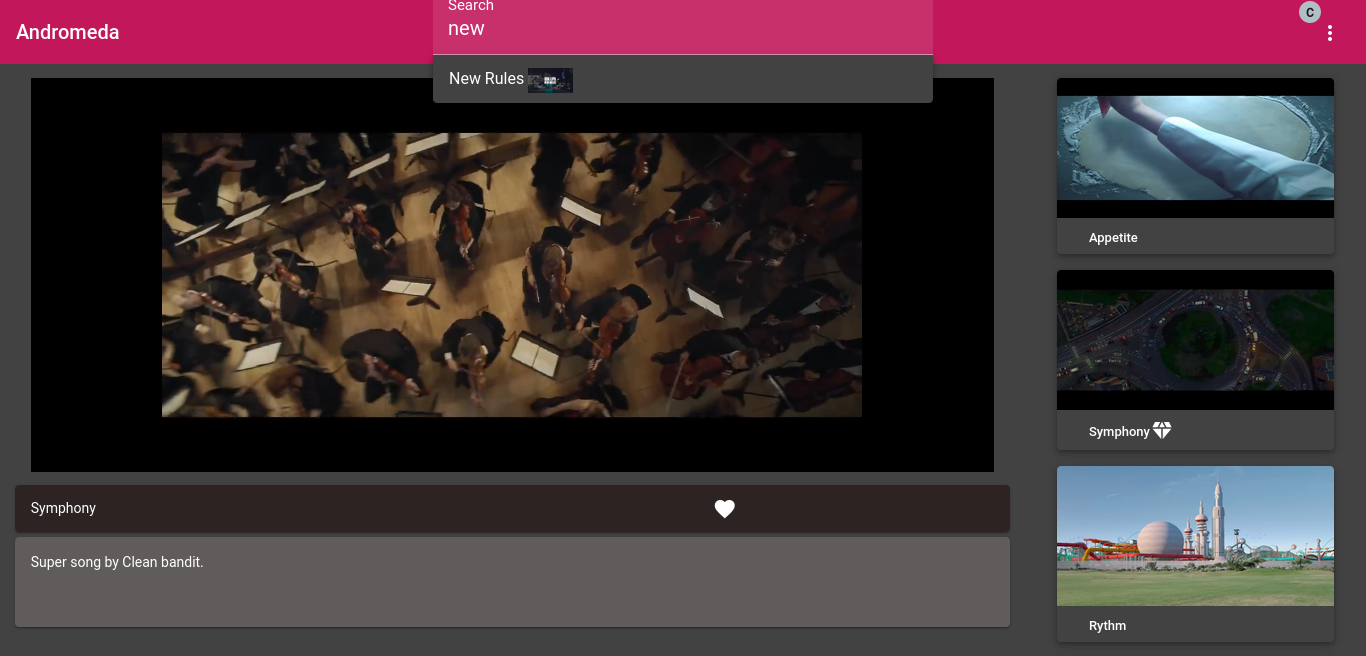 Andromeda
Search
new
C
New Rules
Appetite
Symphony
Rythm
Symphony
Super song by Clean bandit.